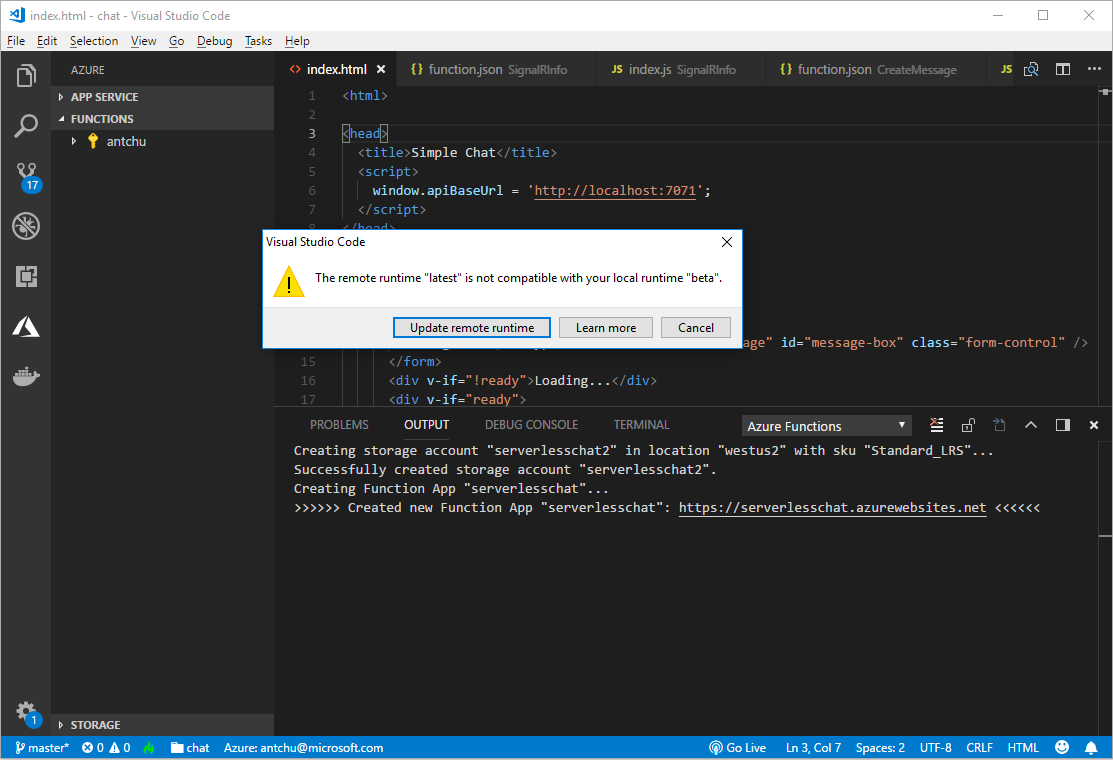 index.html - chat - Visual Studio Code
File Edit Selection View Go Debug Tasks Help
AZURE
APP SERVICE
FUNCTIONS
antchu
17
1
STORAGE
<> index.html × {} function.json SignalRInfo JS index.js SignalRInfo {} function.json CreateMessage JS
1 <html>
2
3 <head>
4 <title>Simple Chat</title>
5 <script>
6 window.apiBaseUrl = 'http://localhost:7071';
7 </script>
8 </head>
Visual Studio Code
The remote runtime "latest" is not compatible with your local runtime "beta".
Update remote runtime Learn more Cancel
age" id="message-box" class="form-control" />
15 </form>
16 <div v-if="!ready">Loading...</div>
17 <div v-if="ready">
PROBLEMS OUTPUT DEBUG CONSOLE TERMINAL Azure Functions
Creating storage account "serverlesschat2" in location "westus2" with sku "Standard_LRS"...
Successfully created storage account "serverlesschat2".
Creating Function App "serverlesschat"...
>>>>>> Created new Function App "serverlesschat": https://serverlesschat.azurewebsites.net <<<<<<
master* 0 0 chat Azure: antchu@microsoft.com Go Live Ln 3, Col 7 Spaces: 2 UTF-8 CRLF HTML